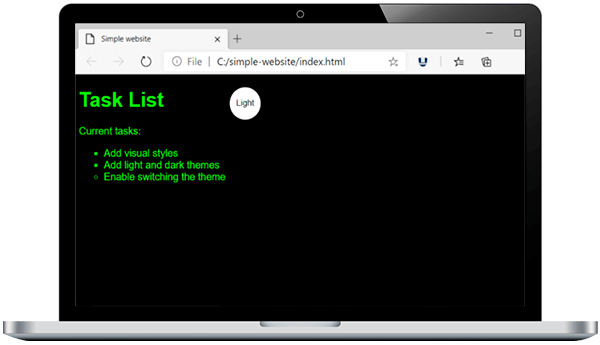 Simple website
File | C:/simple-website/index.html
Task List
Light
Current tasks:
Add visual styles
Add light and dark themes
Enable switching the theme